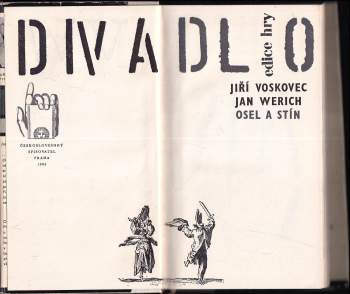 DIVADLO
edice hry
JIŘÍ VOSKOVEC
JAN WERICH
OSEL A STÍN
ČESKOSLOVENSKÝ
SPISOVATEL
PRAHA